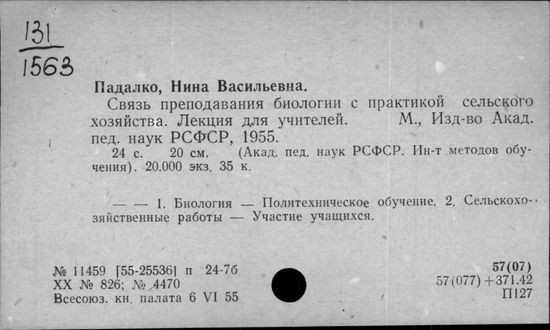 131
1563
Падалко, Нина Васильевна.
Связь преподавания биологии с практикой сельского
хозяйства. Лекция для учителей. М., Изд-во Акад.
пед. наук РСФСР, 1955.
24 с. 20 см. (Акад. пед. наук РСФСР. Ин-т методов обу-
чения). 20.000 экз. 35 к.
— — 1. Биология — Политехническое обучение. 2. Сельскохо-
зяйственные работы — Участие учащихся.
№ 11459 [55-25536] п 24-7б
57(07)
XX № 826; № 4470
57(077)+371.42
Всесоюз. кн. палата 6 VI 55
П127